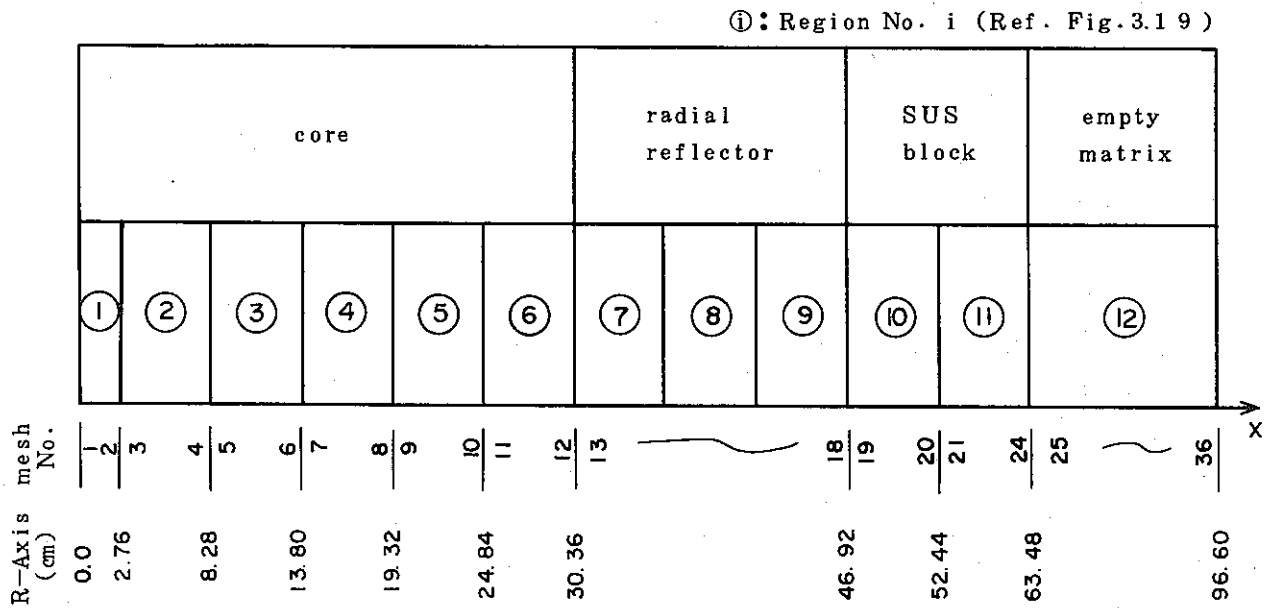 ⓘ: Region No. i (Ref. Fig.3.19)
core
radial reflector
SUS block
empty matrix
① ② ③ ④ ⑤ ⑥ ⑦ ⑧ ⑨ ⑩ ⑪ ⑫
x
mesh No. 1 2 3 4 5 6 7 8 9 10 11 12 13 18 19 20 21 24 25 36
R-Axis (cm) 0.0 2.76 8.28 13.80 19.32 24.84 30.36 46.92 52.44 63.48 96.60